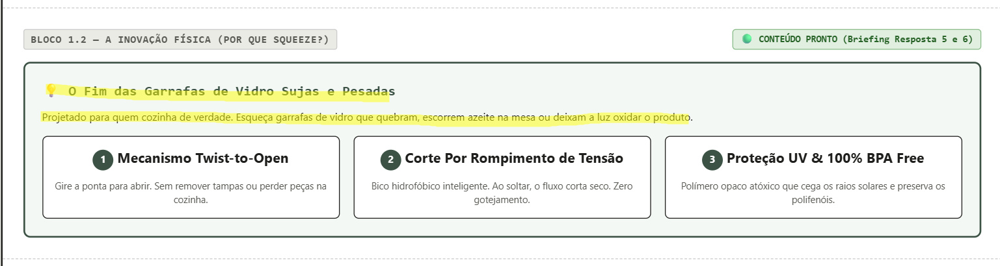 BLOCO 1.2 — A INOVAÇÃO FÍSICA (POR QUE SQUEEZE?)
CONTEÚDO PRONTO (Briefing Resposta 5 e 6)
O Fim das Garrafas de Vidro Sujas e Pesadas
Projetado para quem cozinha de verdade. Esqueça garrafas de vidro que quebram, escorrem azeite na mesa ou deixam a luz oxidar o produto.
1 Mecanismo Twist-to-Open
Gire a ponta para abrir. Sem remover tampas ou perder peças na
cozinha.
2 Corte Por Rompimento de Tensão
Bico hidrofóbico inteligente. Ao soltar, o fluxo corta seco. Zero
gotejamento.
3 Proteção UV & 100% BPA Free
Polímero opaco atóxico que cega os raios solares e preserva os
polifenóis.